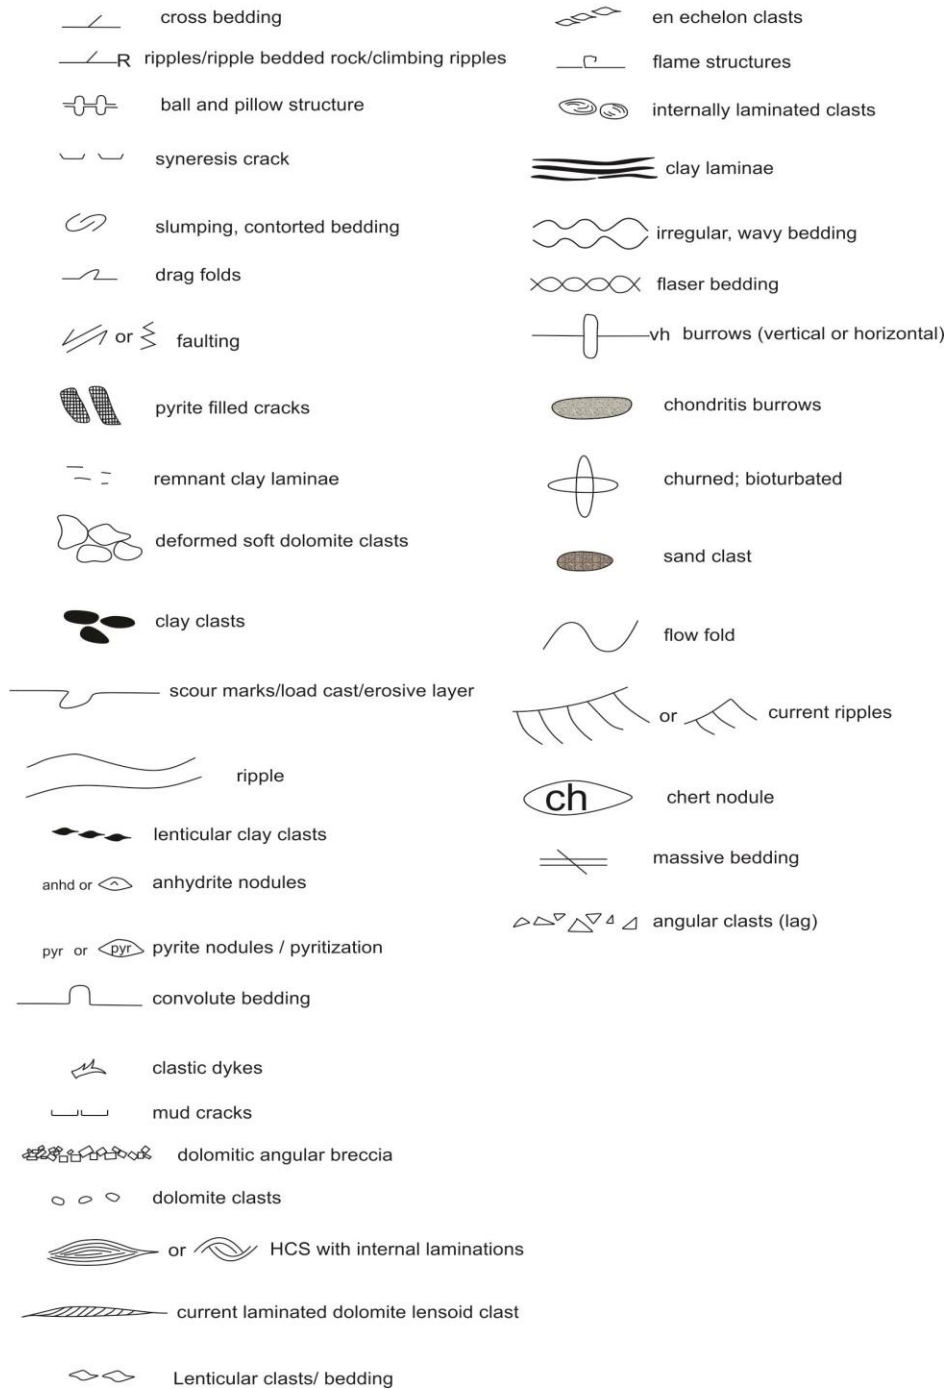 cross bedding
R ripples/ripple bedded rock/climbing ripples
ball and pillow structure
syneresis crack
slumping, contorted bedding
drag folds
or faulting
pyrite filled cracks
remnant clay laminae
deformed soft dolomite clasts
clay clasts
scour marks/load cast/erosive layer
ripple
lenticular clay clasts
anhd or anhydrite nodules
pyr or pyr pyrite nodules / pyritization
convolute bedding
clastic dykes
mud cracks
dolomitic angular breccia
dolomite clasts
or HCS with internal laminations
current laminated dolomite lensoid clast
Lenticular clasts/ bedding
en echelon clasts
flame structures
internally laminated clasts
clay laminae
irregular, wavy bedding
flaser bedding
vh burrows (vertical or horizontal)
chondritis burrows
churned; bioturbated
sand clast
flow fold
or current ripples
ch chert nodule
massive bedding
angular clasts (lag)